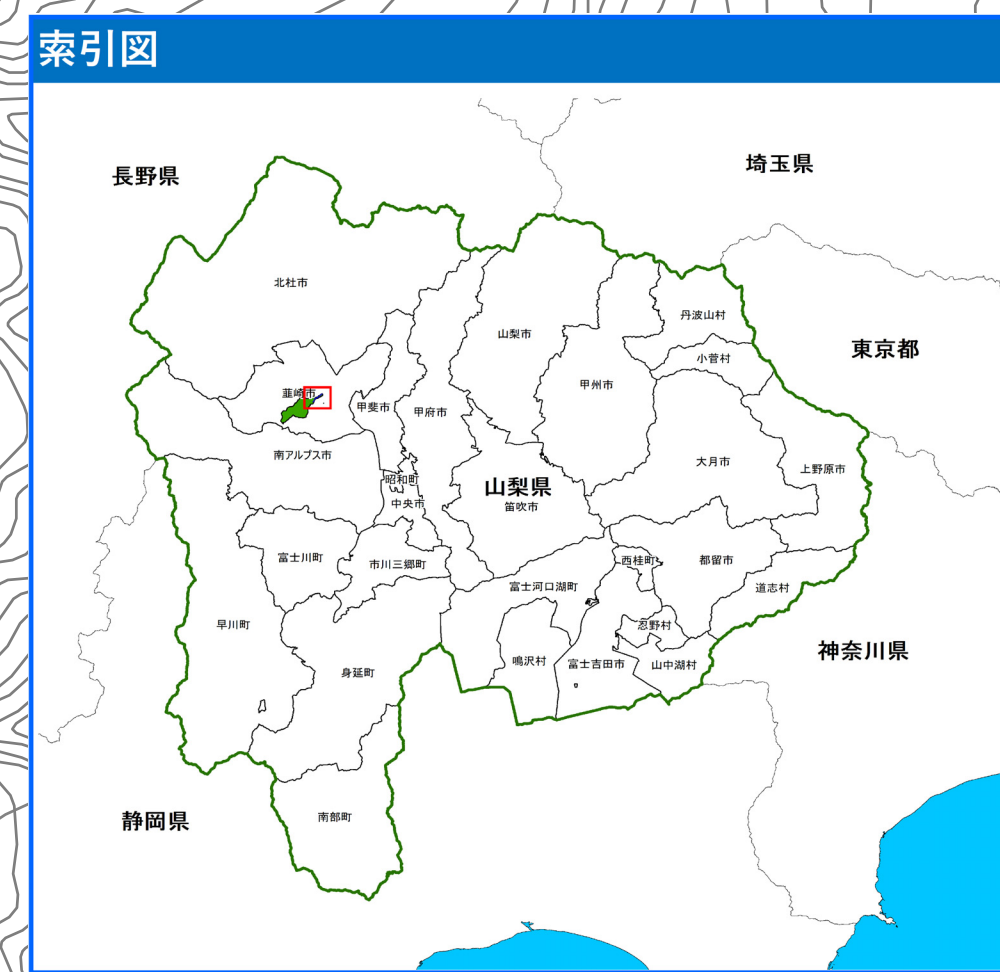 索引図
長野県
埼玉県
北杜市
丹波山村
山梨市
東京都
小菅村
甲州市
韮崎市
甲斐市
甲府市
南アルプス市
大月市
上野原市
昭和町
山梨県
中央市
笛吹市
富士川町
市川三郷町
西桂町
都留市
富士河口湖町
道志村
早川町
忍野村
神奈川県
鳴沢村
富士吉田市
山中湖村
身延町
南部町
静岡県